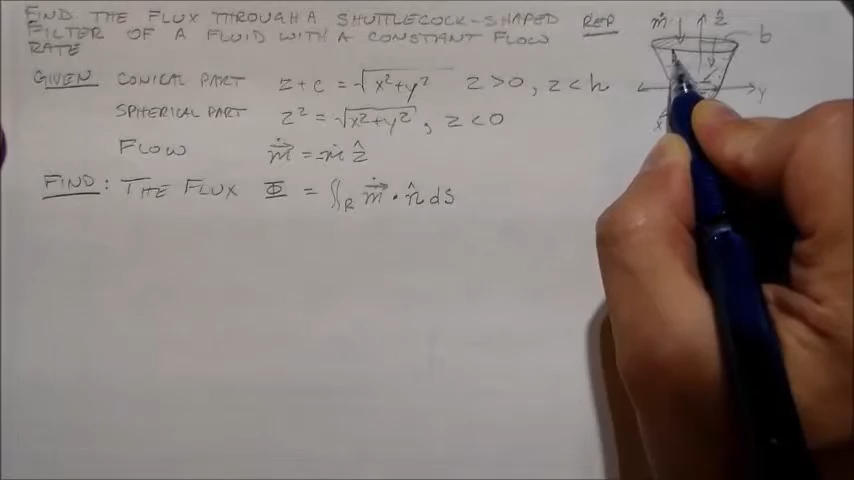 FIND THE FLUX THROUGH A SHUTTLECOCK-SHAPED
FILTER OF A FLUID WITH A CONSTANT FLOW
RATE
GIVEN CONICAL PART z + c = √(x²+y²) z > 0, z < h
SPHERICAL PART z² = √(x²+y²), z < 0
FLOW ṁ⃗ = -ṁ ẑ
FIND: THE FLUX Φ = ∬_R ṁ⃗ · n̂ dS
ṁ ẑ
b
y
x